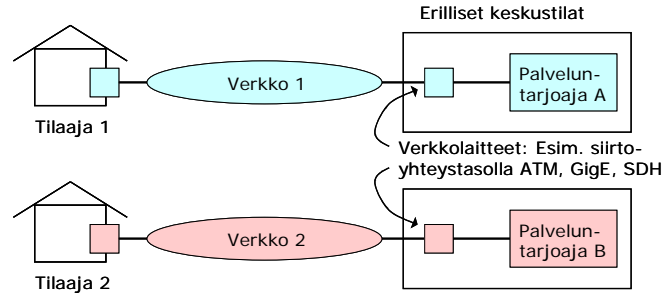 Erilliset keskustilat
Verkko 1
Palvelun-
tarjoaja A
Tilaaja 1
Verkkolaitteet: Esim. siirto-
yhteystasolla ATM, GigE, SDH
Verkko 2
Palvelun-
tarjoaja B
Tilaaja 2